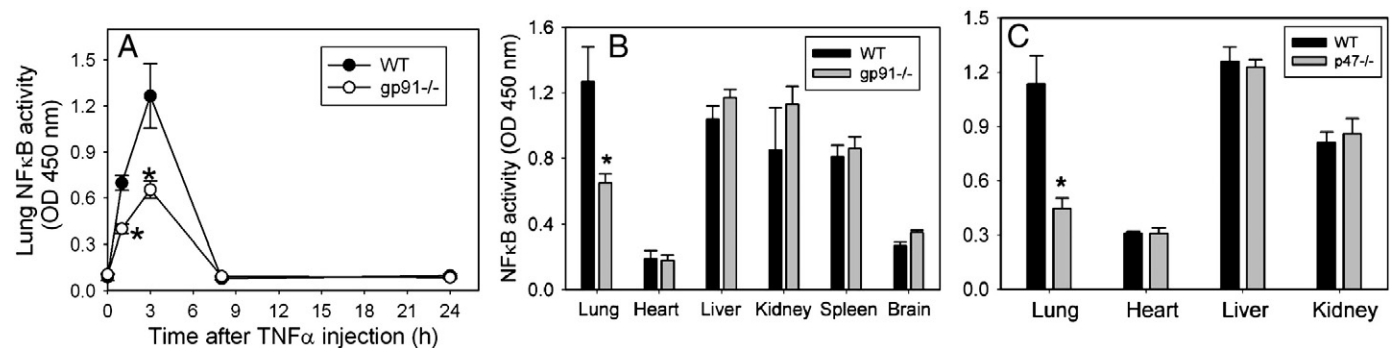 A
WT
gp91-/-
Lung NFκB activity
(OD 450 nm)
1.5
1.2
0.9
0.6
0.3
0.0
*
*
0 3 6 9 12 15 18 21 24
Time after TNFα injection (h)
B
WT
gp91-/-
NFκB activity (OD 450 nm)
1.6
1.2
0.8
0.4
0.0
*
Lung Heart Liver Kidney Spleen Brain
C
WT
p47-/-
1.5
1.2
0.9
0.6
0.3
0.0
*
Lung Heart Liver Kidney